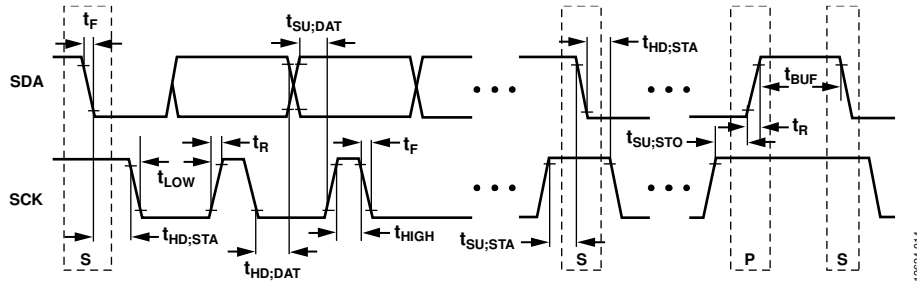 tF
tSU;DAT
tHD;STA
SDA
tBUF
tR
tF
tSU;STO
tR
tLOW
SCK
tHD;STA
tHD;DAT
tHIGH
tSU;STA
S
S
P
S